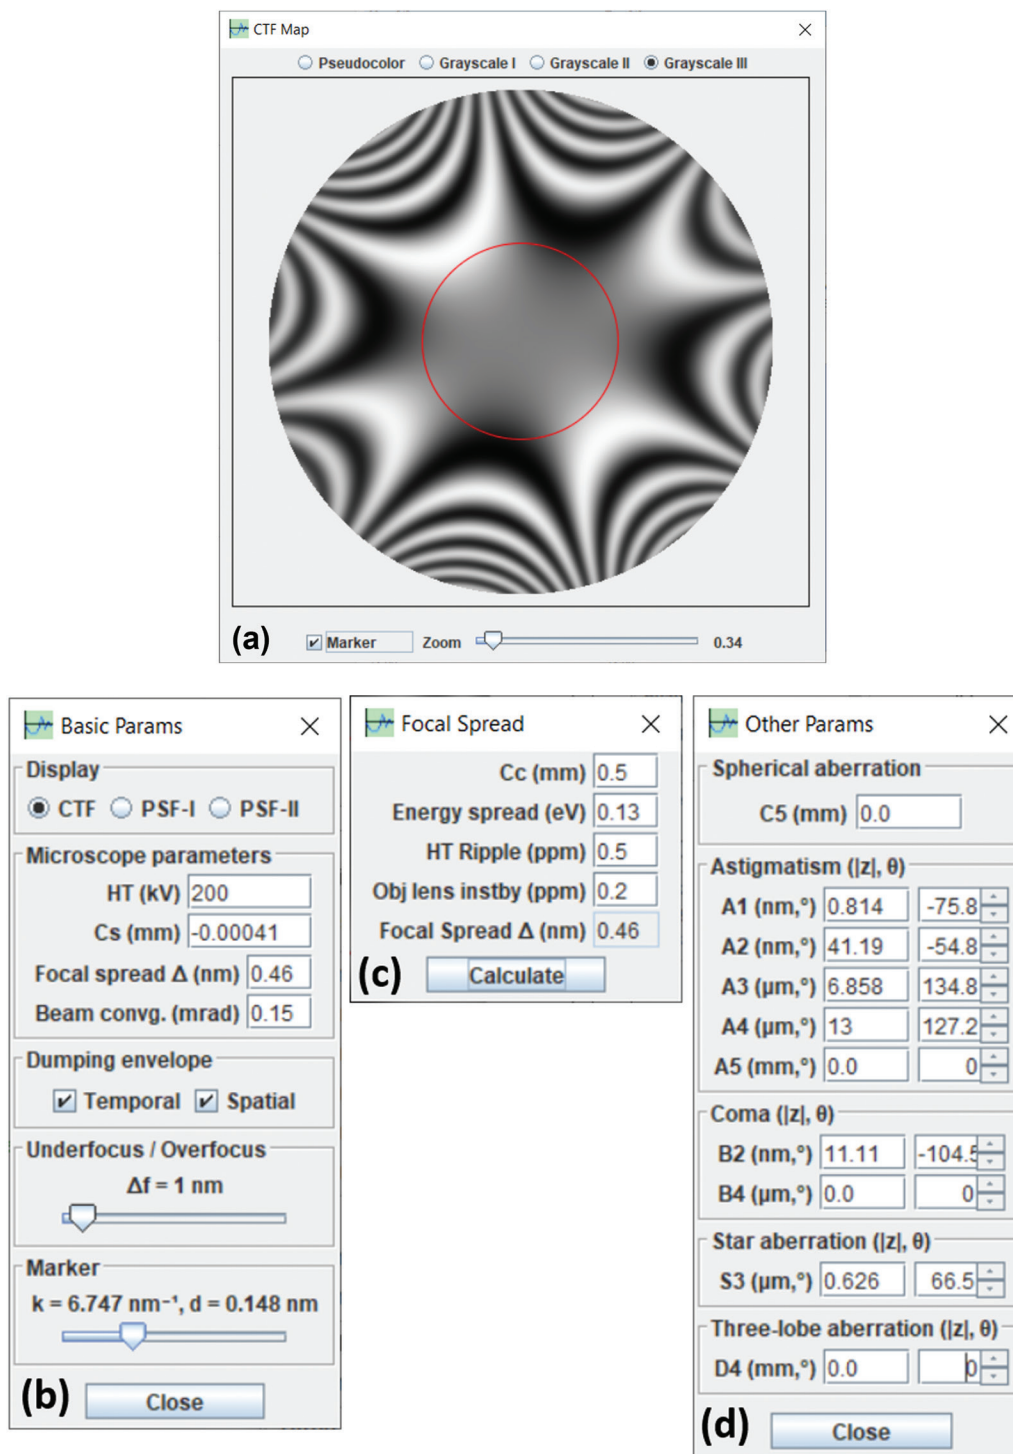 CTF Map
Pseudocolor Grayscale I Grayscale II Grayscale III
(a) Marker Zoom 0.34
Basic Params
Display
CTF PSF-I PSF-II
Microscope parameters
HT (kV) 200
Cs (mm) -0.00041
Focal spread Δ (nm) 0.46
Beam convg. (mrad) 0.15
Dumping envelope
Temporal Spatial
Underfocus / Overfocus
Δf = 1 nm
Marker
k = 6.747 nm⁻¹, d = 0.148 nm
(b) Close
Focal Spread
Cc (mm) 0.5
Energy spread (eV) 0.13
HT Ripple (ppm) 0.5
Obj lens instby (ppm) 0.2
Focal Spread Δ (nm) 0.46
(c) Calculate
Other Params
Spherical aberration
C5 (mm) 0.0
Astigmatism (|z|, θ)
A1 (nm,°) 0.814 -75.8
A2 (nm,°) 41.19 -54.8
A3 (μm,°) 6.858 134.8
A4 (μm,°) 13 127.2
A5 (mm,°) 0.0 0
Coma (|z|, θ)
B2 (nm,°) 11.11 -104.5
B4 (μm,°) 0.0 0
Star aberration (|z|, θ)
S3 (μm,°) 0.626 66.5
Three-lobe aberration (|z|, θ)
D4 (mm,°) 0.0 0
(d) Close